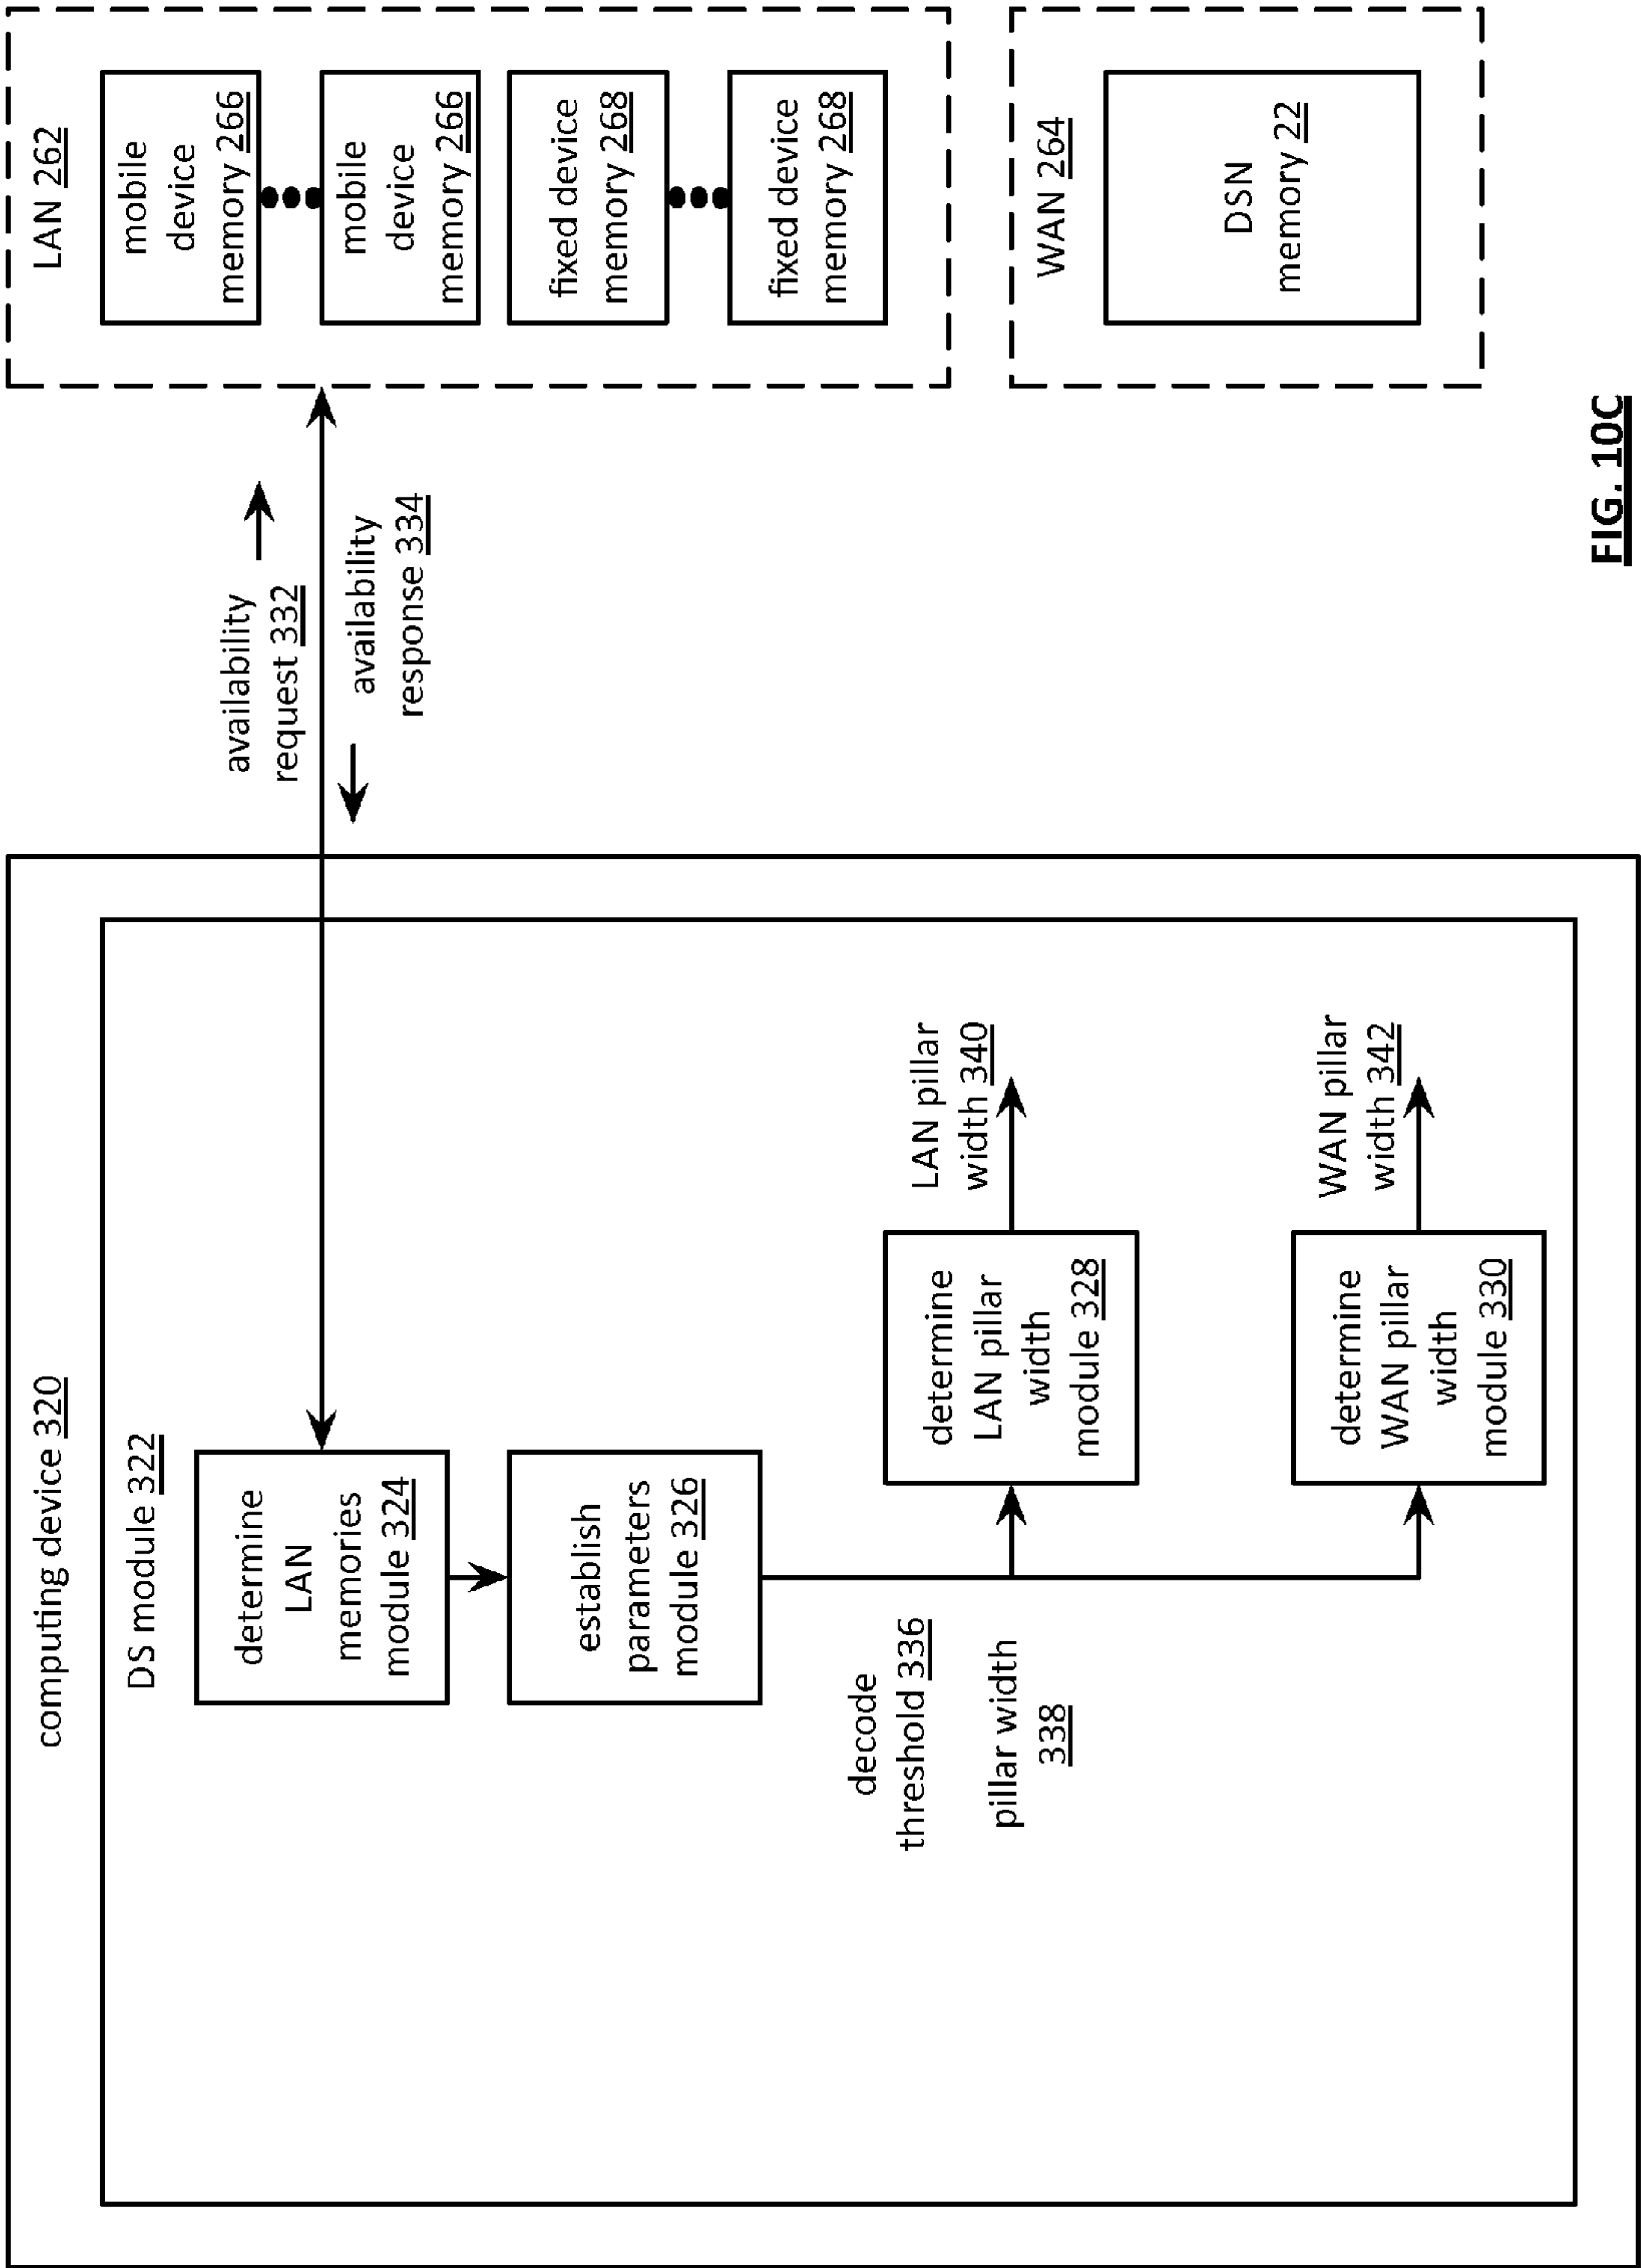 computing device 320
DS module 322
determine
LAN
memories
module 324
establish
parameters
module 326
decode
threshold 336
pillar width
338
determine
LAN pillar
width
module 328
LAN pillar
width 340
determine
WAN pillar
width
module 330
WAN pillar
width 342
availability
request 332
availability
response 334
LAN 262
mobile
device
memory 266
mobile
device
memory 266
fixed device
memory 268
fixed device
memory 268
WAN 264
DSN
memory 22
FIG. 10C